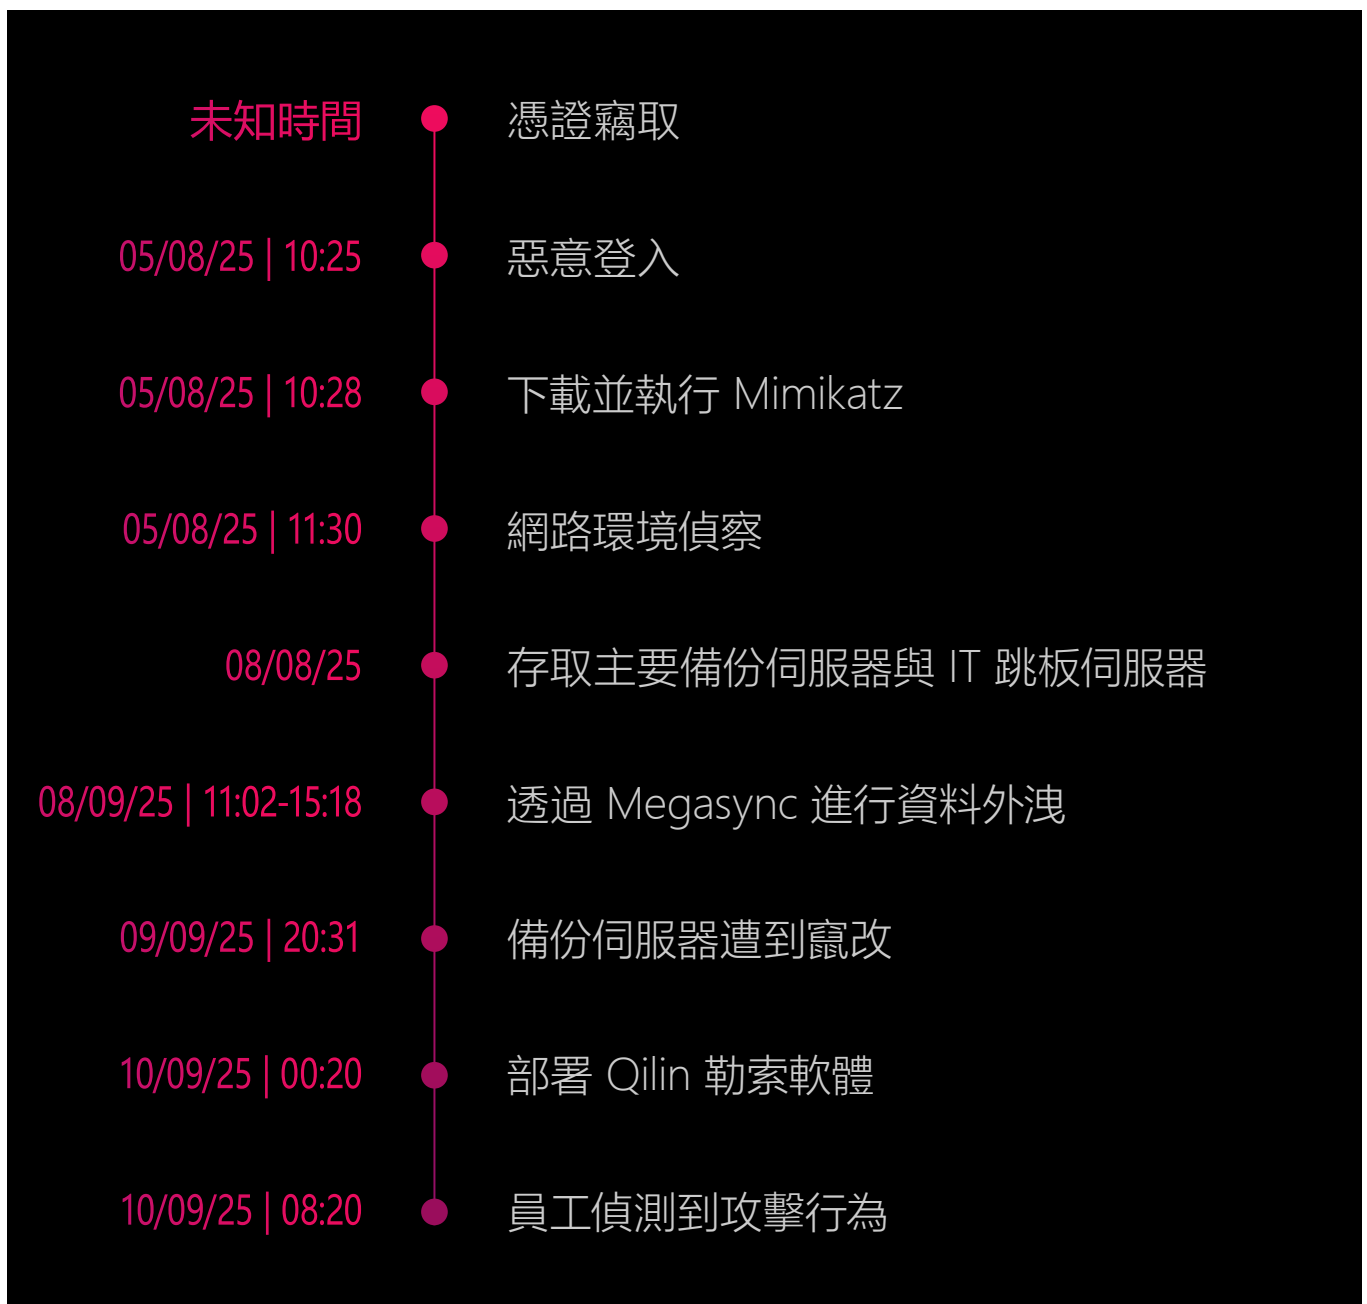 未知時間 憑證竊取
05/08/25 | 10:25 惡意登入
05/08/25 | 10:28 下載並執行 Mimikatz
05/08/25 | 11:30 網路環境偵察
08/08/25 存取主要備份伺服器與 IT 跳板伺服器
08/09/25 | 11:02-15:18 透過 Megasync 進行資料外洩
09/09/25 | 20:31 備份伺服器遭到竄改
10/09/25 | 00:20 部署 Qilin 勒索軟體
10/09/25 | 08:20 員工偵測到攻擊行為